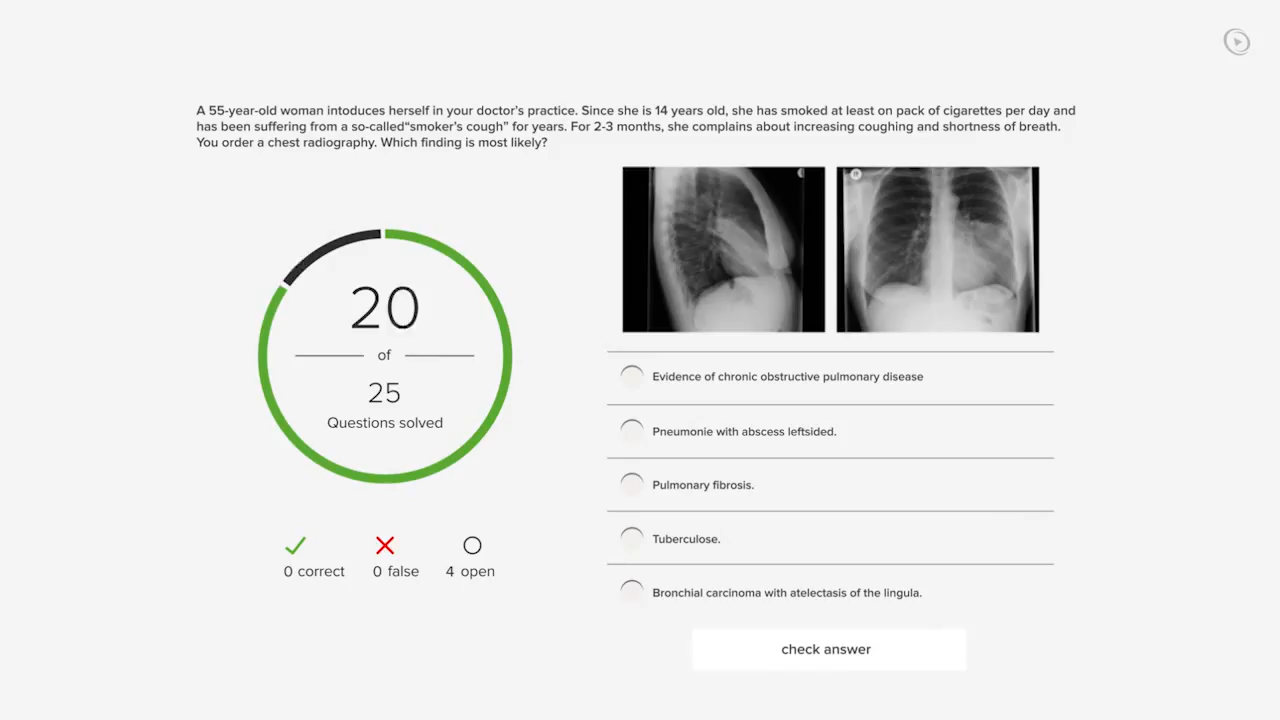 A 55-year-old woman intoduces herself in your doctor's practice. Since she is 14 years old, she has smoked at least on pack of cigarettes per day and
has been suffering from a so-called"smoker's cough" for years. For 2-3 months, she complains about increasing coughing and shortness of breath.
You order a chest radiography. Which finding is most likely?
20
of
25
Questions solved
0 correct
0 false
4 open
Evidence of chronic obstructive pulmonary disease
Pneumonie with abscess leftsided.
Pulmonary fibrosis.
Tuberculose.
Bronchial carcinoma with atelectasis of the lingula.
check answer